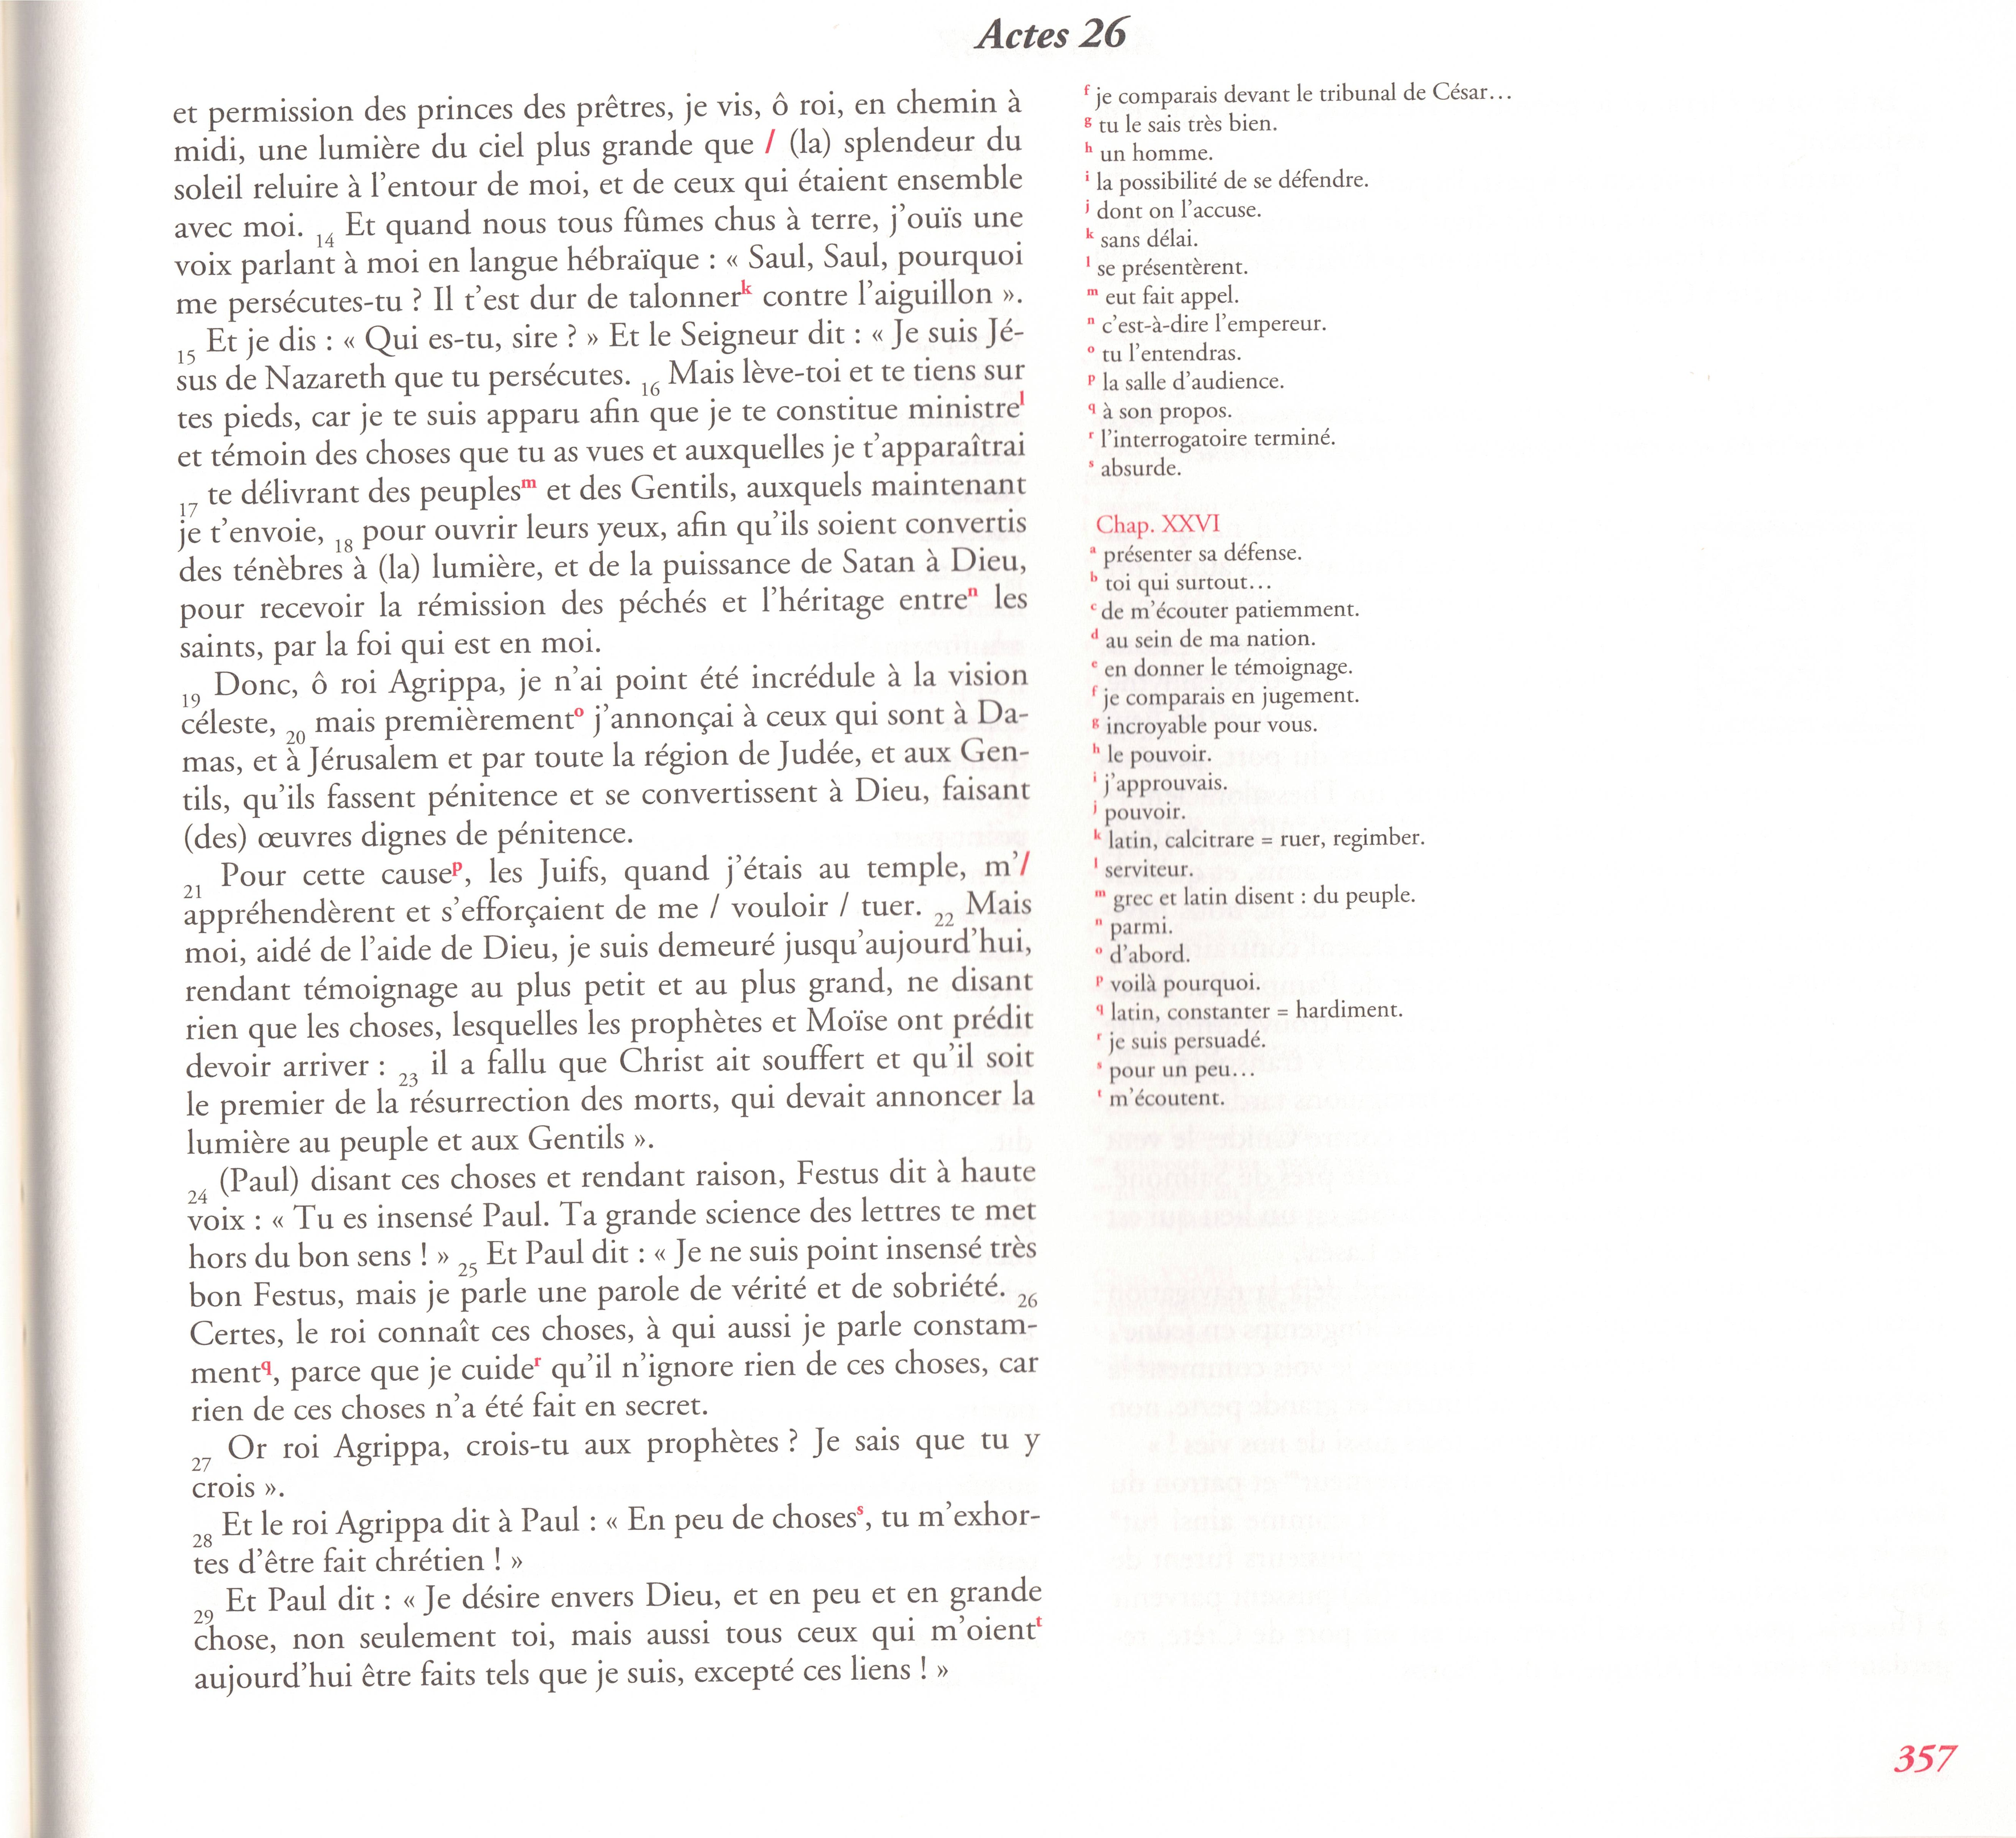 Actes 26
et permission des princes des prêtres, je vis, ô roi, en chemin à
midi, une lumière du ciel plus grande que / (la) splendeur du
soleil reluire à l'entour de moi, et de ceux qui étaient ensemble
avec moi. 14 Et quand nous tous fûmes chus à terre, j'ouïs une
voix parlant à moi en langue hébraïque : « Saul, Saul, pourquoi
me persécutes-tu ? Il t'est dur de talonnerk contre l'aiguillon ».
15 Et je dis : « Qui es-tu, sire ? » Et le Seigneur dit : « Je suis Jé-
sus de Nazareth que tu persécutes. 16 Mais lève-toi et te tiens sur
tes pieds, car je te suis apparu afin que je te constitue ministrel
et témoin des choses que tu as vues et auxquelles je t'apparaîtrai
17 te délivrant des peuplesm et des Gentils, auxquels maintenant
je t'envoie, 18 pour ouvrir leurs yeux, afin qu'ils soient convertis
des ténèbres à (la) lumière, et de la puissance de Satan à Dieu,
pour recevoir la rémission des péchés et l'héritage entren les
saints, par la foi qui est en moi.
19 Donc, ô roi Agrippa, je n'ai point été incrédule à la vision
céleste, 20 mais premièremento j'annonçai à ceux qui sont à Da-
mas, et à Jérusalem et par toute la région de Judée, et aux Gen-
tils, qu'ils fassent pénitence et se convertissent à Dieu, faisant
(des) œuvres dignes de pénitence.
21 Pour cette causep, les Juifs, quand j'étais au temple, m'/
appréhendèrent et s'efforçaient de me / vouloir / tuer. 22 Mais
moi, aidé de l'aide de Dieu, je suis demeuré jusqu'aujourd'hui,
rendant témoignage au plus petit et au plus grand, ne disant
rien que les choses, lesquelles les prophètes et Moïse ont prédit
devoir arriver : 23 il a fallu que Christ ait souffert et qu'il soit
le premier de la résurrection des morts, qui devait annoncer la
lumière au peuple et aux Gentils ».
24 (Paul) disant ces choses et rendant raison, Festus dit à haute
voix : « Tu es insensé Paul. Ta grande science des lettres te met
hors du bon sens ! » 25 Et Paul dit : « Je ne suis point insensé très
bon Festus, mais je parle une parole de vérité et de sobriété. 26
Certes, le roi connaît ces choses, à qui aussi je parle constam-
mentq, parce que je cuider qu'il n'ignore rien de ces choses, car
rien de ces choses n'a été fait en secret.
27 Or roi Agrippa, crois-tu aux prophètes ? Je sais que tu y
crois ».
28 Et le roi Agrippa dit à Paul : « En peu de chosess, tu m'exhor-
tes d'être fait chrétien ! »
29 Et Paul dit : « Je désire envers Dieu, et en peu et en grande
chose, non seulement toi, mais aussi tous ceux qui m'oientt
aujourd'hui être faits tels que je suis, excepté ces liens ! »
f je comparais devant le tribunal de César...
g tu le sais très bien.
h un homme.
i la possibilité de se défendre.
j dont on l'accuse.
k sans délai.
l se présentèrent.
m eut fait appel.
n c'est-à-dire l'empereur.
o tu l'entendras.
p la salle d'audience.
q à son propos.
r l'interrogatoire terminé.
s absurde.
Chap. XXVI
a présenter sa défense.
b toi qui surtout...
c de m'écouter patiemment.
d au sein de ma nation.
e en donner le témoignage.
f je comparais en jugement.
g incroyable pour vous.
h le pouvoir.
i j'approuvais.
j pouvoir.
k latin, calcitrare = ruer, regimber.
l serviteur.
m grec et latin disent : du peuple.
n parmi.
o d'abord.
p voilà pourquoi.
q latin, constanter = hardiment.
r je suis persuadé.
s pour un peu...
t m'écoutent.
357